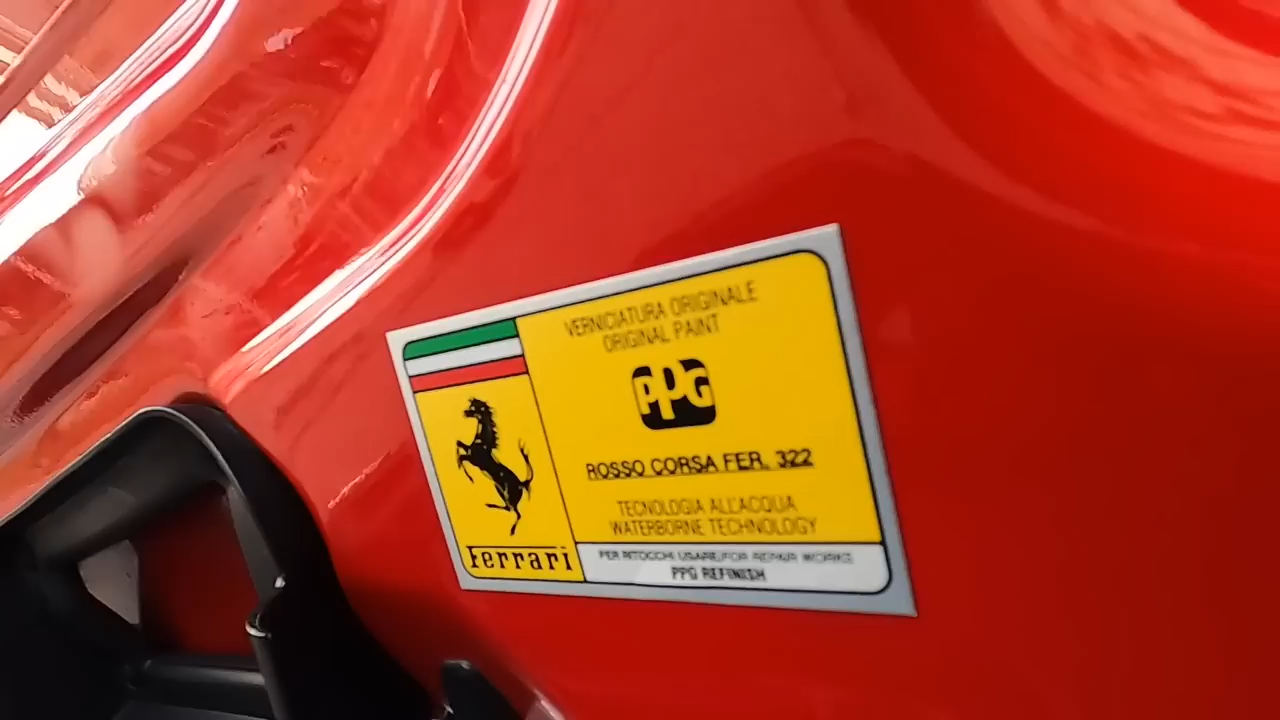 VERNICIATURA ORIGINALE
ORIGINAL PAINT
PPG
ROSSO CORSA FER. 322
TECNOLOGIA ALL'ACQUA
WATERBORNE TECHNOLOGY
Ferrari
PER RITOCCHI USARE/FOR REPAIR WORKS
PPG REFINISH